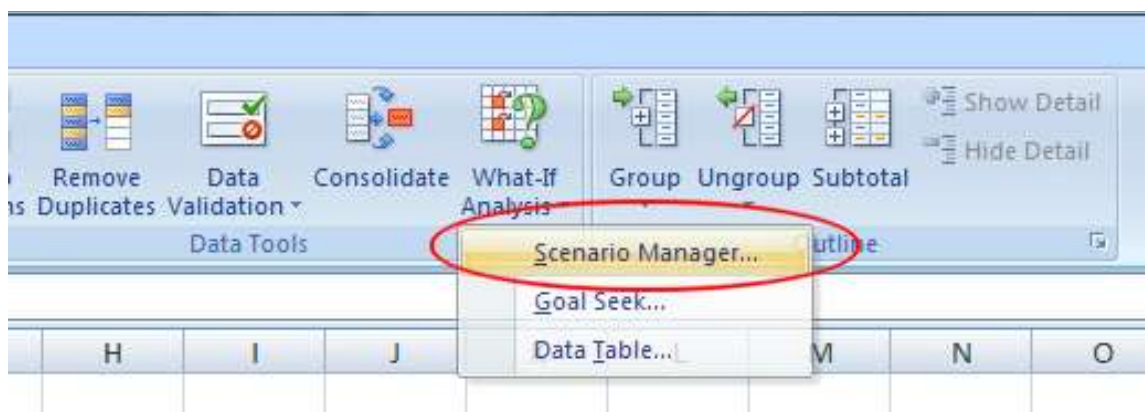 Show Detail
Hide Detail
Remove Data Consolidate What-If Group Ungroup Subtotal
ns Duplicates Validation Analysis
Data Tools Outline
Scenario Manager...
Goal Seek...
Data Table...
H I J M N O